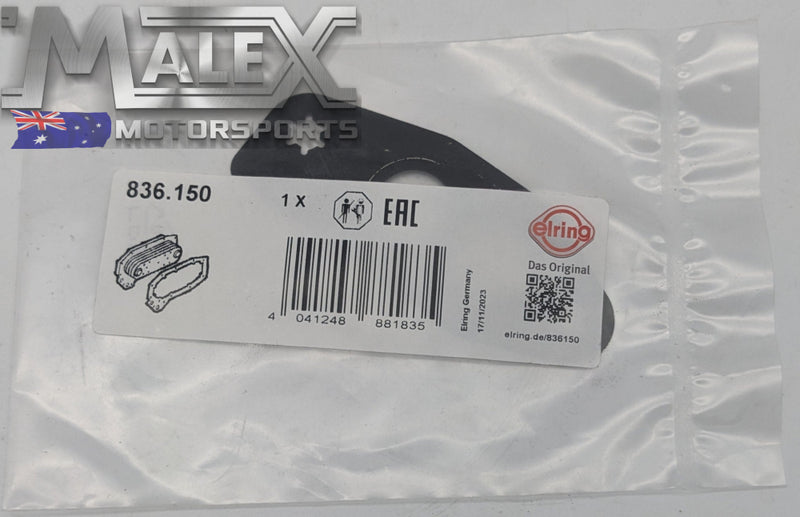 MALEX
MOTORSPORTS
836.150
1 X
EAC
elring
Das Original
4 041248 881835
Elring Germany
17/11/2023
elring.de/836150